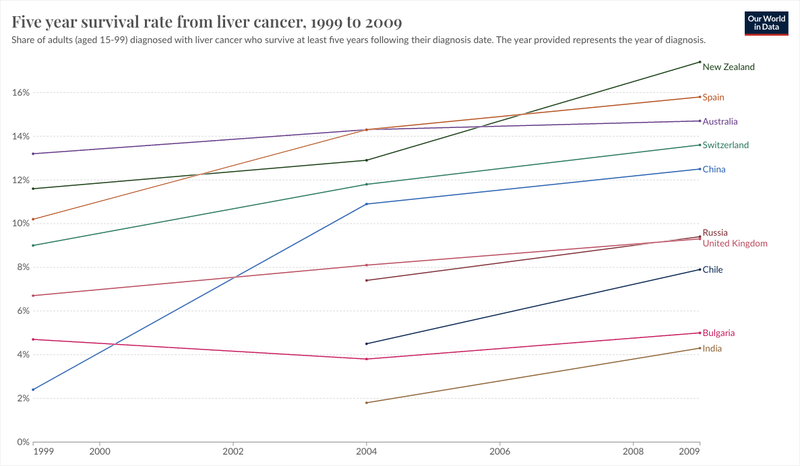 Five year survival rate from liver cancer, 1999 to 2009
Our World
in Data
Share of adults (aged 15-99) diagnosed with liver cancer who survive at least five years following their diagnosis date. The year provided represents the year of diagnosis.
New Zealand
16%
Spain
14%
Australia
Switzerland
12%
China
10%
Russia
United Kingdom
8%
Chile
6%
Bulgaria
4%
India
2%
0%
1999
2000
2002
2004
2006
2008
2009